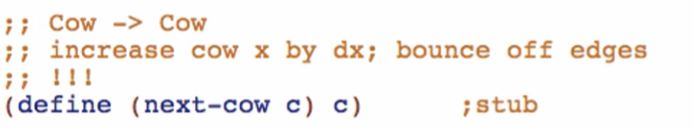 ;; Cow -> Cow
;; increase cow x by dx; bounce off edges
;; !!!
(define (next-cow c) c) ;stub